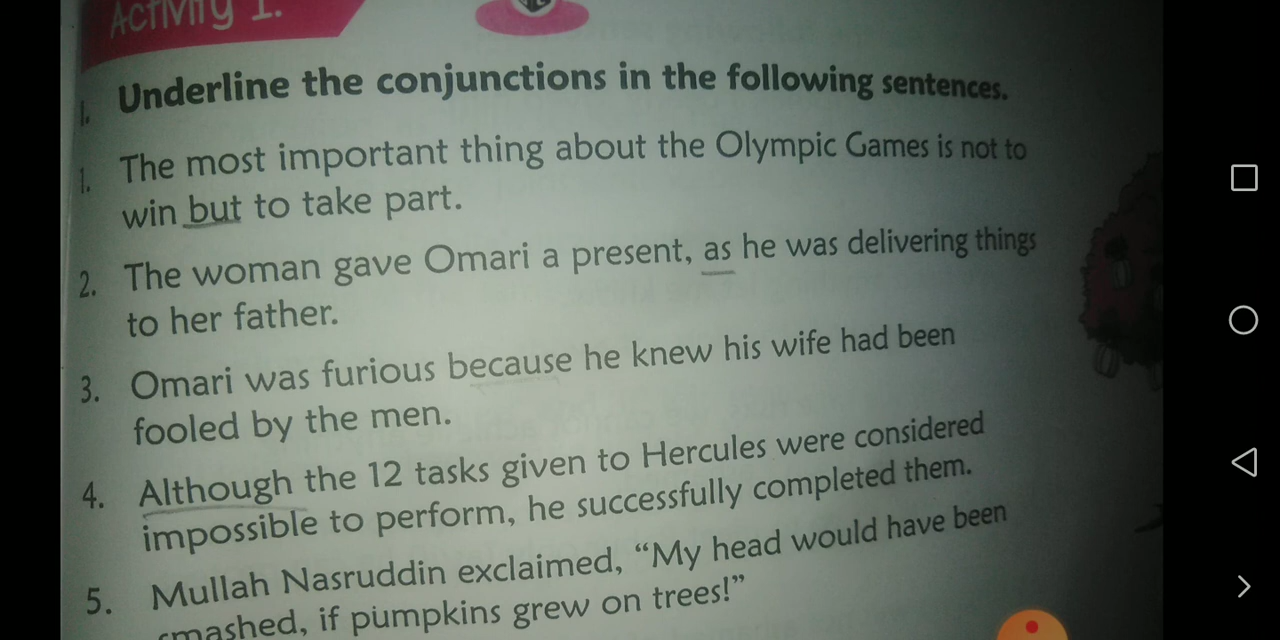 Activity 1.
1. Underline the conjunctions in the following sentences.
1. The most important thing about the Olympic Games is not to
win but to take part.
2. The woman gave Omari a present, as he was delivering things
to her father.
3. Omari was furious because he knew his wife had been
fooled by the men.
4. Although the 12 tasks given to Hercules were considered
impossible to perform, he successfully completed them.
5. Mullah Nasruddin exclaimed, “My head would have been
smashed, if pumpkins grew on trees!”